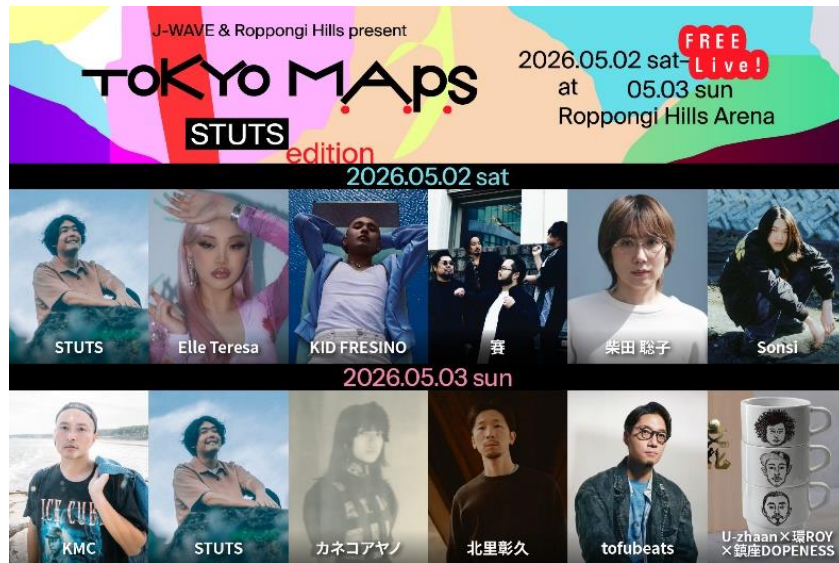 J-WAVE & Roppongi Hills present
TOKYO M.A.P.S
STUTS
edition
FREE
Live!
2026.05.02 sat–
at 05.03 sun
Roppongi Hills Arena
2026.05.02 sat
STUTS
Elle Teresa
KID FRESINO
賽
柴田 聡子
Sonsi
2026.05.03 sun
ICE CUBE
KMC
STUTS
カネコアヤノ
北里彰久
tofubeats
U-zhaan×環ROY
×鎮座DOPENESS